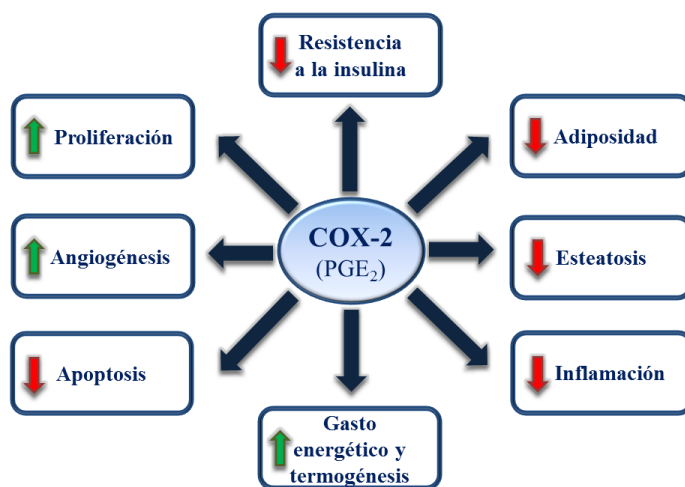 Resistencia
a la insulina
Proliferación
Adiposidad
COX-2
(PGE₂)
Angiogénesis
Esteatosis
Apoptosis
Inflamación
Gasto
energético y
termogénesis